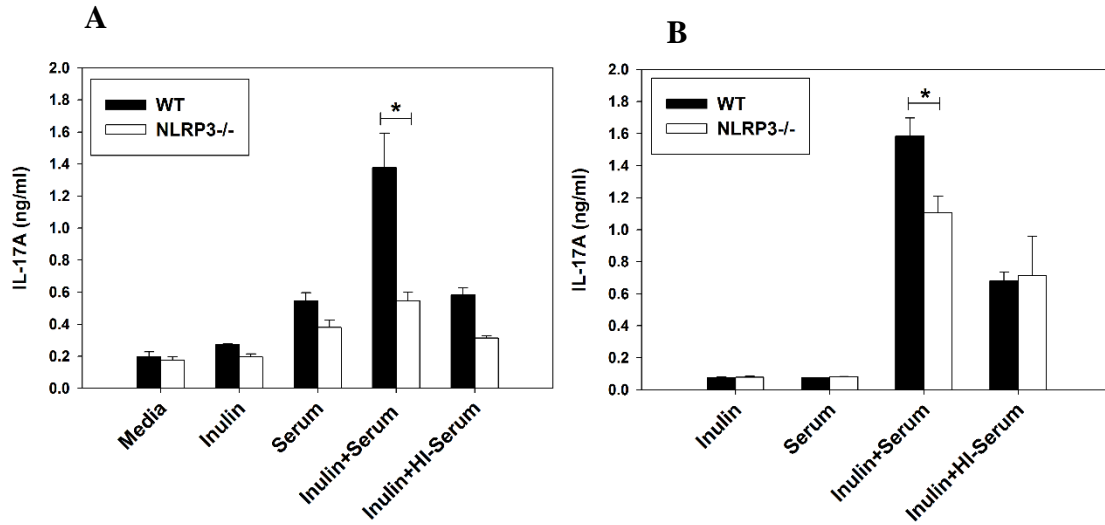 A
IL-17A (ng/ml)
2.0
1.8
1.6
1.4
1.2
1.0
0.8
0.6
0.4
0.2
0.0
WT
NLRP3-/-
*
Media
Inulin
Serum
Inulin+Serum
Inulin+HI-Serum
B
IL-17A (ng/ml)
2.0
1.8
1.6
1.4
1.2
1.0
0.8
0.6
0.4
0.2
0.0
WT
NLRP3-/-
*
Inulin
Serum
Inulin+Serum
Inulin+HI-Serum